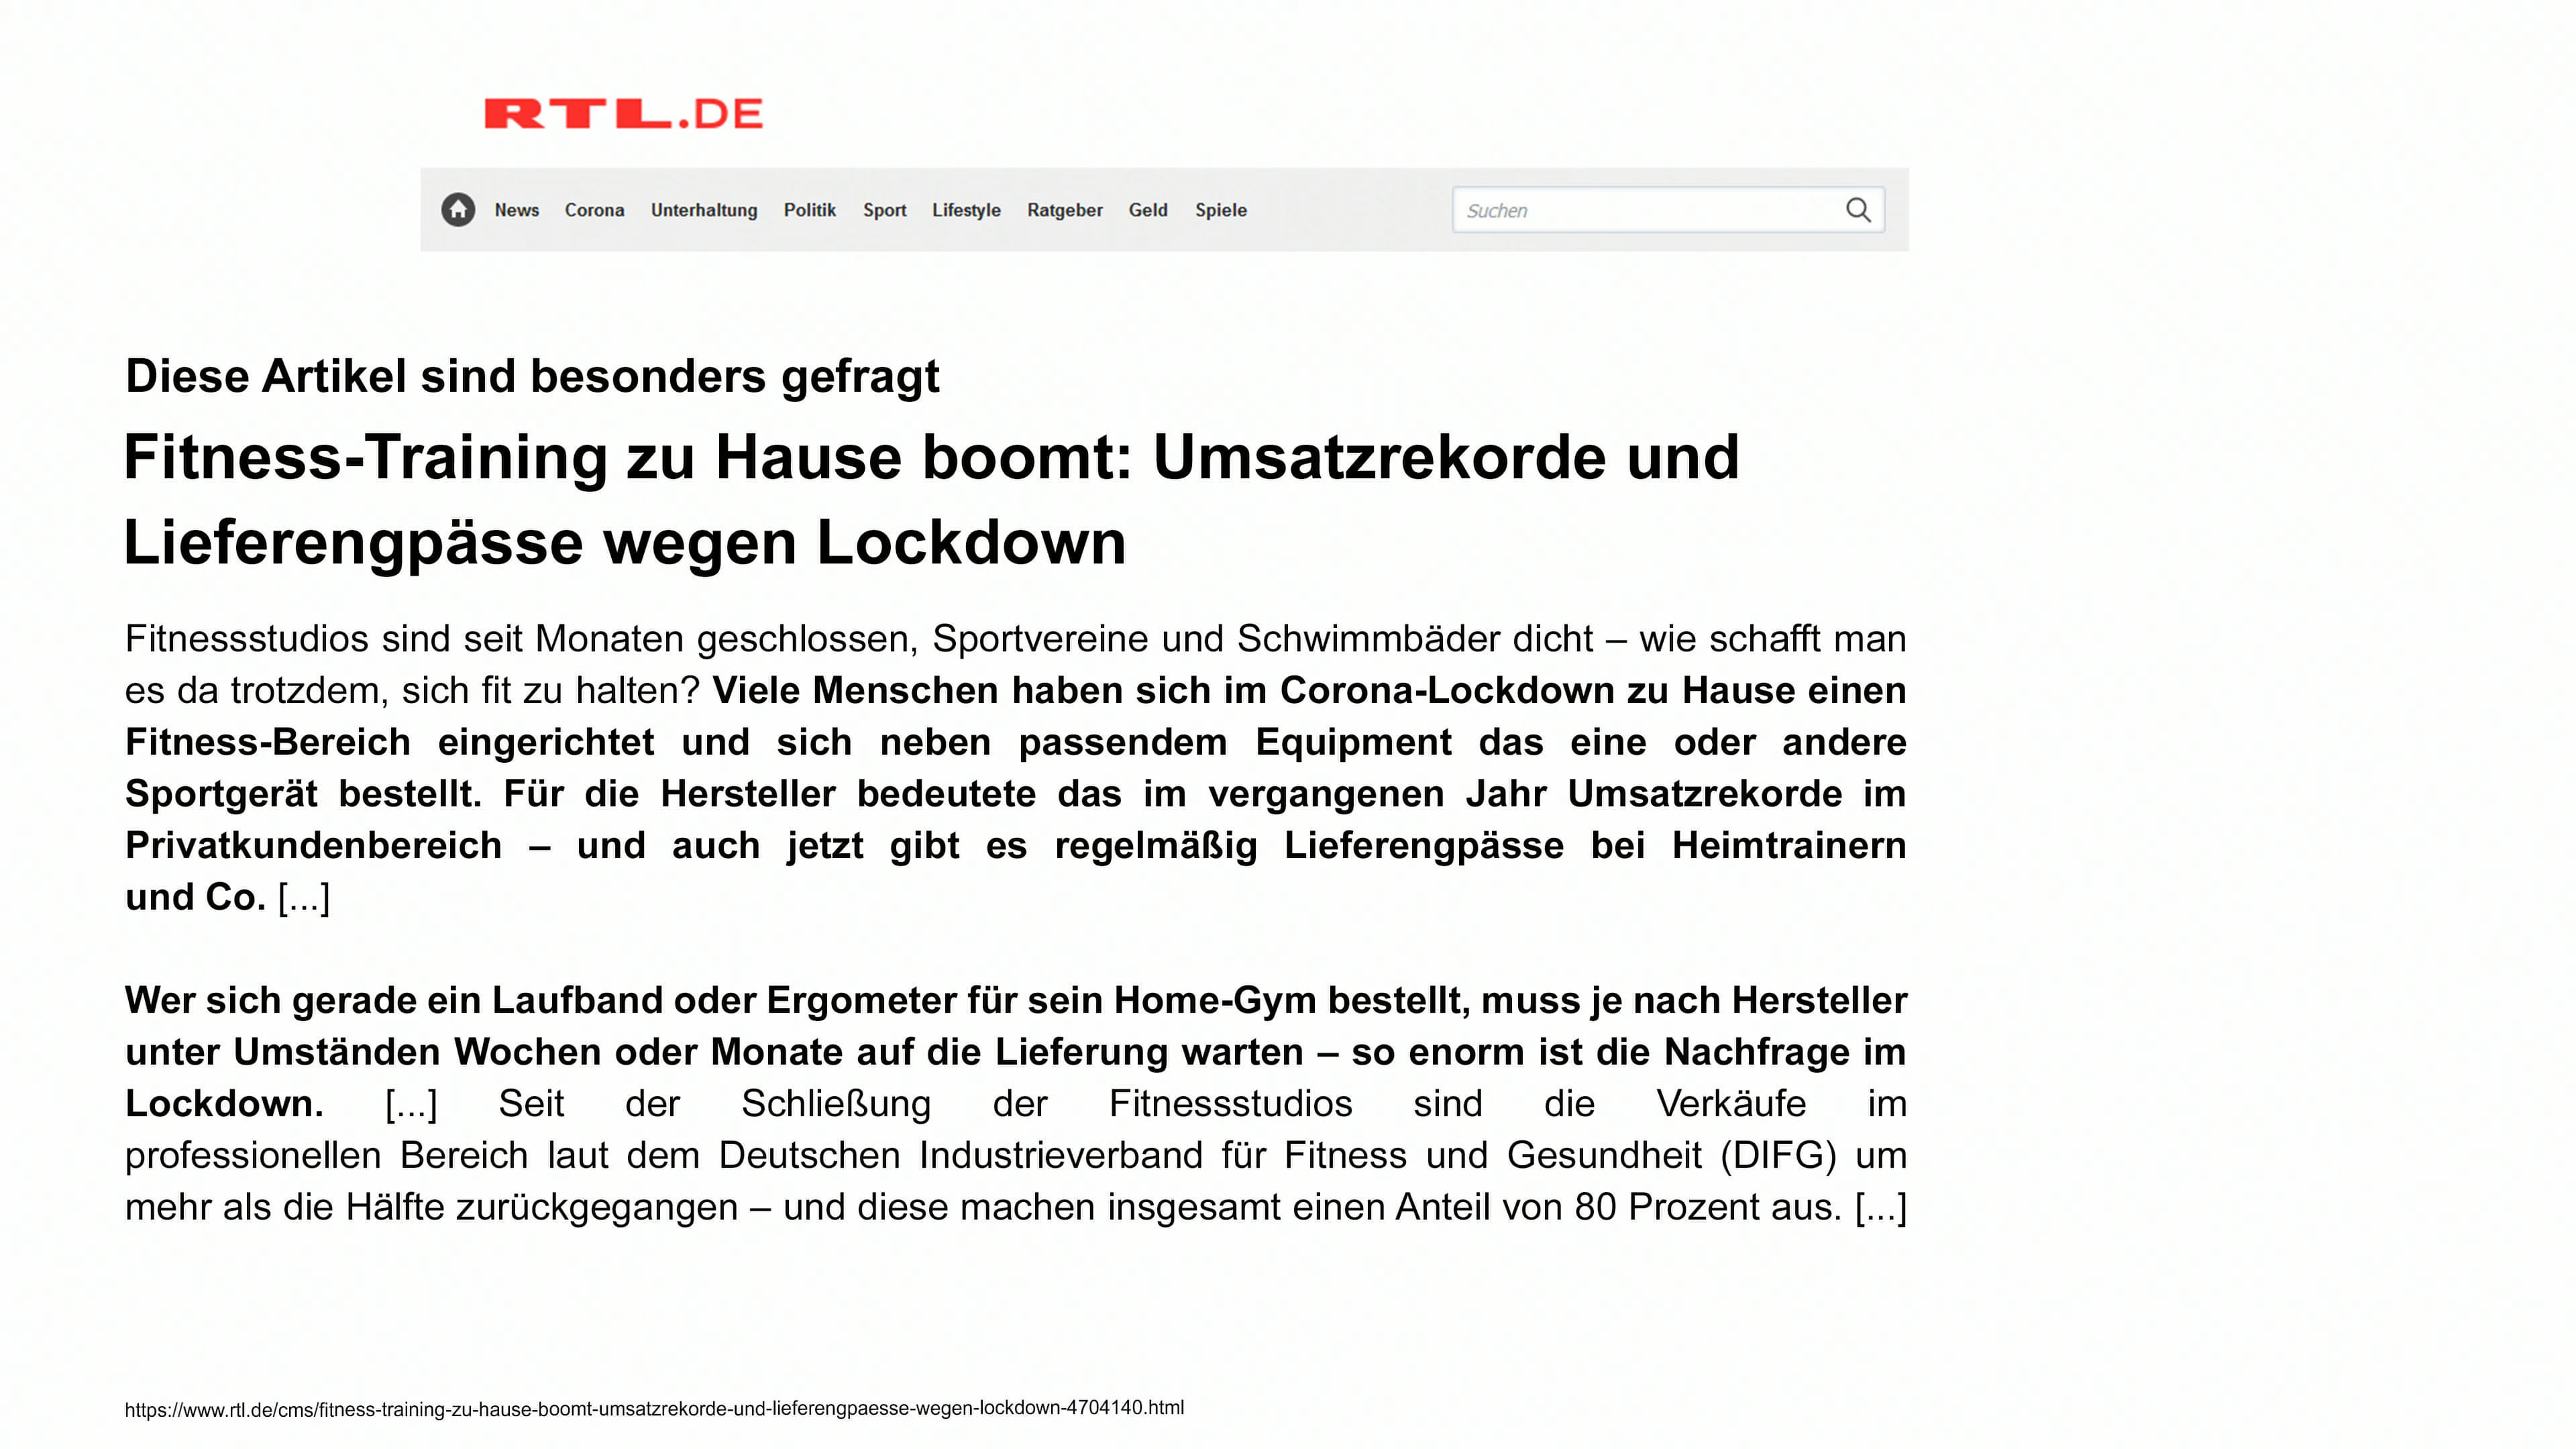 RTL.DE
News Corona Unterhaltung Politik Sport Lifestyle Ratgeber Geld Spiele Suchen
Diese Artikel sind besonders gefragt
Fitness-Training zu Hause boomt: Umsatzrekorde und
Lieferengpässe wegen Lockdown
Fitnessstudios sind seit Monaten geschlossen, Sportvereine und Schwimmbäder dicht – wie schafft man
es da trotzdem, sich fit zu halten? Viele Menschen haben sich im Corona-Lockdown zu Hause einen
Fitness-Bereich eingerichtet und sich neben passendem Equipment das eine oder andere
Sportgerät bestellt. Für die Hersteller bedeutete das im vergangenen Jahr Umsatzrekorde im
Privatkundenbereich – und auch jetzt gibt es regelmäßig Lieferengpässe bei Heimtrainern
und Co. [...]
Wer sich gerade ein Laufband oder Ergometer für sein Home-Gym bestellt, muss je nach Hersteller
unter Umständen Wochen oder Monate auf die Lieferung warten – so enorm ist die Nachfrage im
Lockdown. [...] Seit der Schließung der Fitnessstudios sind die Verkäufe im
professionellen Bereich laut dem Deutschen Industrieverband für Fitness und Gesundheit (DIFG) um
mehr als die Hälfte zurückgegangen – und diese machen insgesamt einen Anteil von 80 Prozent aus. [...]
https://www.rtl.de/cms/fitness-training-zu-hause-boomt-umsatzrekorde-und-lieferengpaesse-wegen-lockdown-4704140.html